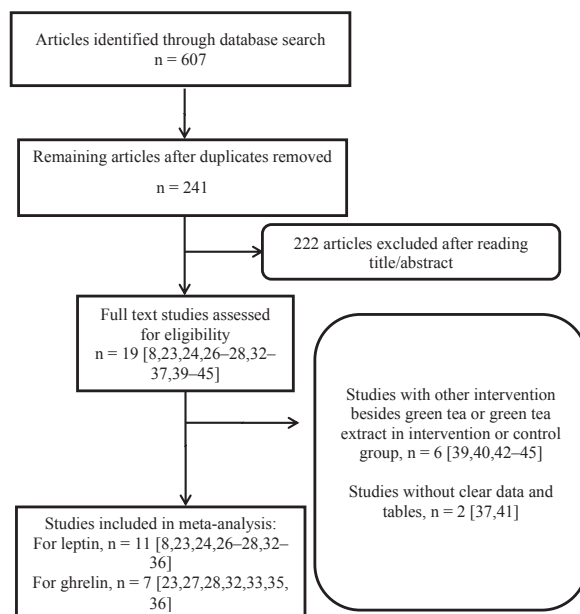 Articles identified through database search
n = 607
Remaining articles after duplicates removed
n = 241
222 articles excluded after reading
title/abstract
Full text studies assessed
for eligibility
n = 19 [8,23,24,26–28,32–
37,39–45]
Studies with other intervention
besides green tea or green tea
extract in intervention or control
group, n = 6 [39,40,42–45]
Studies without clear data and
tables, n = 2 [37,41]
Studies included in meta-analysis:
For leptin, n = 11 [8,23,24,26–28,32–
36]
For ghrelin, n = 7 [23,27,28,32,33,35,
36]